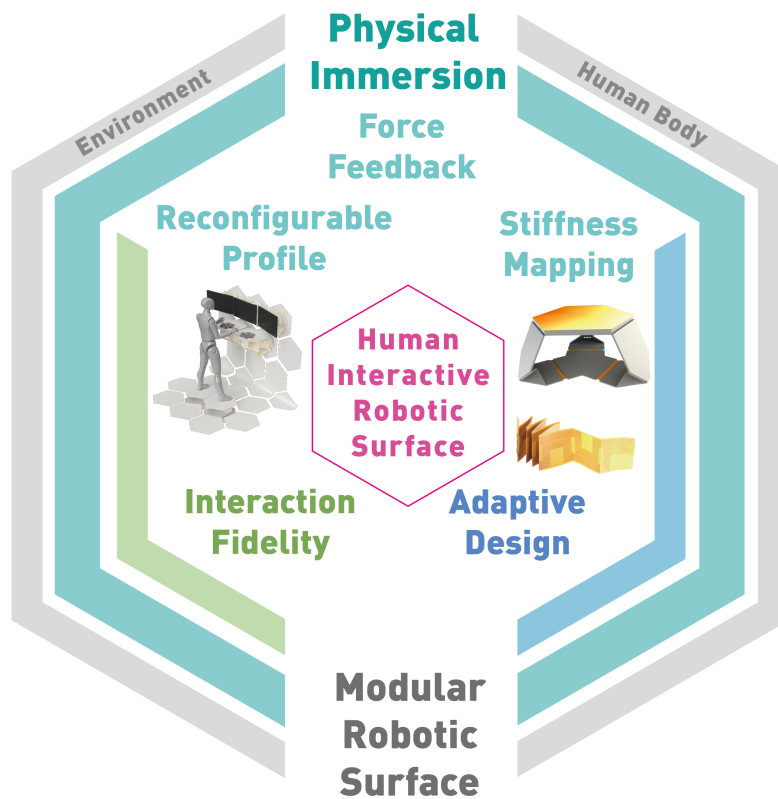 Physical
Immersion
Environment
Human Body
Force
Feedback
Reconfigurable
Profile
Stiffness
Mapping
Human
Interactive
Robotic
Surface
Interaction
Fidelity
Adaptive
Design
Modular
Robotic
Surface